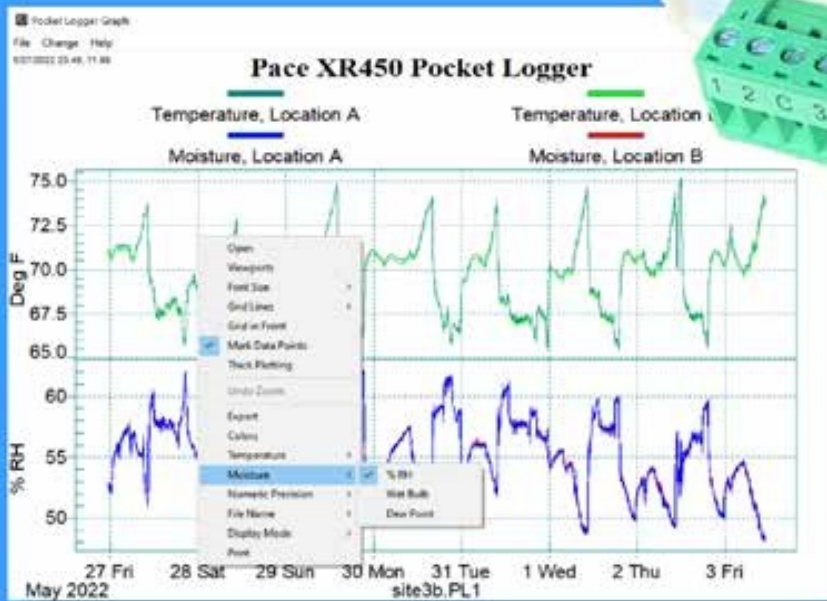 Pocket Logger Graph
File Change Help
Pace XR450 Pocket Logger
Temperature, Location A
Temperature, Location
Moisture, Location A
Moisture, Location B
1 2 C 3
75.0
72.5
70.0
67.5
65.0
Deg F
60
55
50
% RH
Open
Viewports
Font Size
Grid Lines
Grid in Front
Mark Data Points
Thick Plotting
Undo Zoom
Export
Colors
Temperature
Moisture
Numeric Precision
File Name
Display Mode
Print
% RH
Wet Bulb
Dew Point
27 Fri 28 Sat 29 Sun 30 Mon 31 Tue 1 Wed 2 Thu 3 Fri
May 2022
site3b.PL1